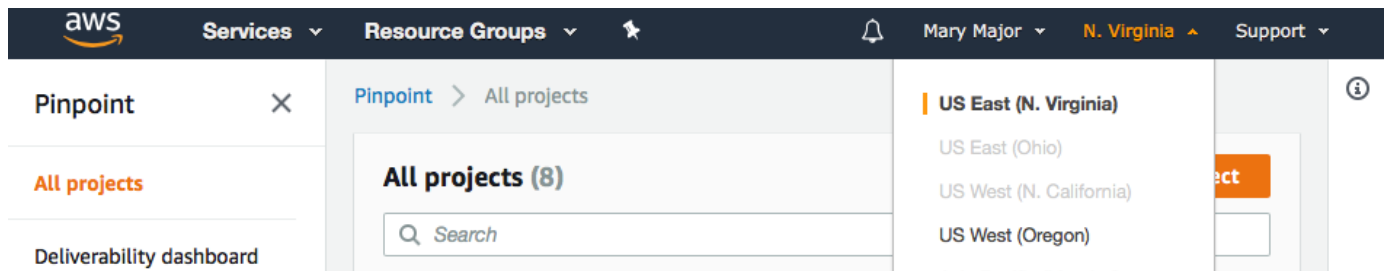 aws Services Resource Groups Mary Major N. Virginia Support
Pinpoint
Pinpoint > All projects
US East (N. Virginia)
US East (Ohio)
All projects
All projects (8)
US West (N. California)
ect
Search
US West (Oregon)
Deliverability dashboard